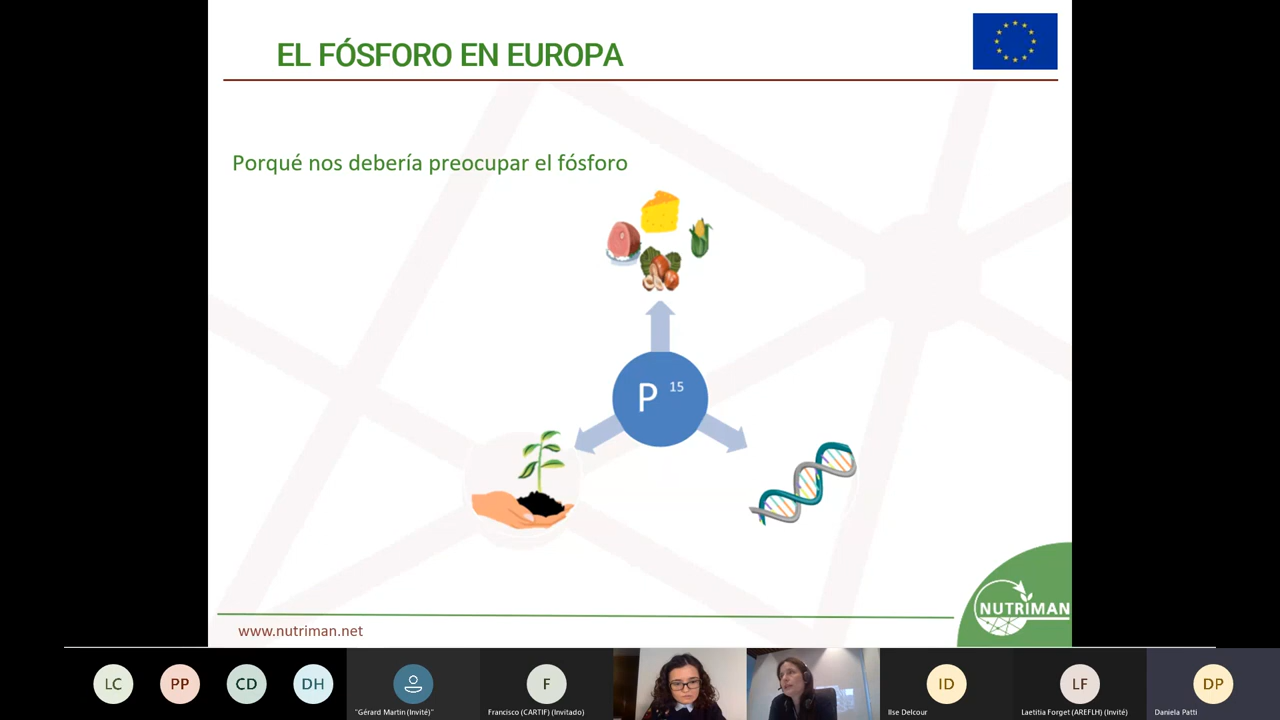 EL FÓSFORO EN EUROPA
Porqué nos debería preocupar el fósforo
P 15
NUTRIMAN
www.nutriman.net
LC
PP
CD
DH
"Gérard Martin (Invité)"
F
Francisco (CARTIF) (Invitado)
ID
Ilse Delcour
LF
Laetitia Forget (AREFLH) (Invité)
DP
Daniela Patti